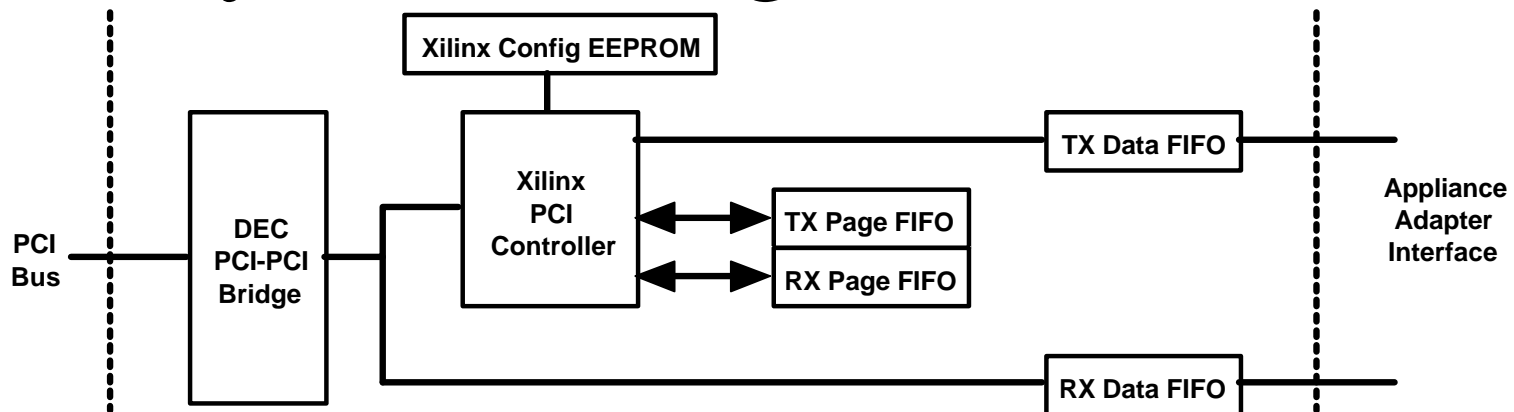 Xilinx Config EEPROM
PCI
Bus
DEC
PCI-PCI
Bridge
Xilinx
PCI
Controller
TX Data FIFO
TX Page FIFO
RX Page FIFO
RX Data FIFO
Appliance
Adapter
Interface